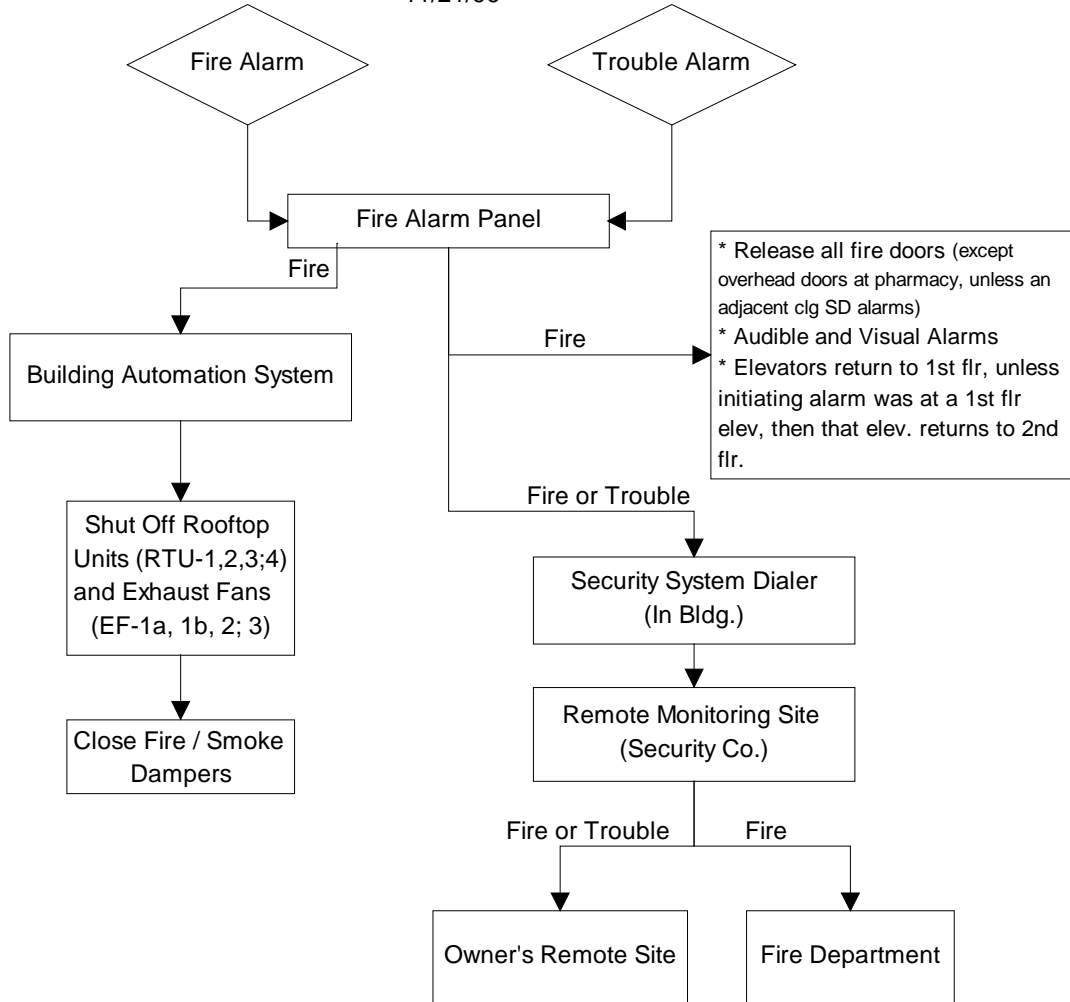 Fire Alarm
Trouble Alarm
Fire Alarm Panel
Fire
* Release all fire doors (except
overhead doors at pharmacy, unless an
adjacent clg SD alarms)
* Audible and Visual Alarms
* Elevators return to 1st flr, unless
initiating alarm was at a 1st flr
elev, then that elev. returns to 2nd
flr.
Fire
Building Automation System
Fire or Trouble
Shut Off Rooftop
Units (RTU-1,2,3;4)
and Exhaust Fans
(EF-1a, 1b, 2; 3)
Security System Dialer
(In Bldg.)
Remote Monitoring Site
(Security Co.)
Close Fire / Smoke
Dampers
Fire or Trouble
Fire
Owner's Remote Site
Fire Department